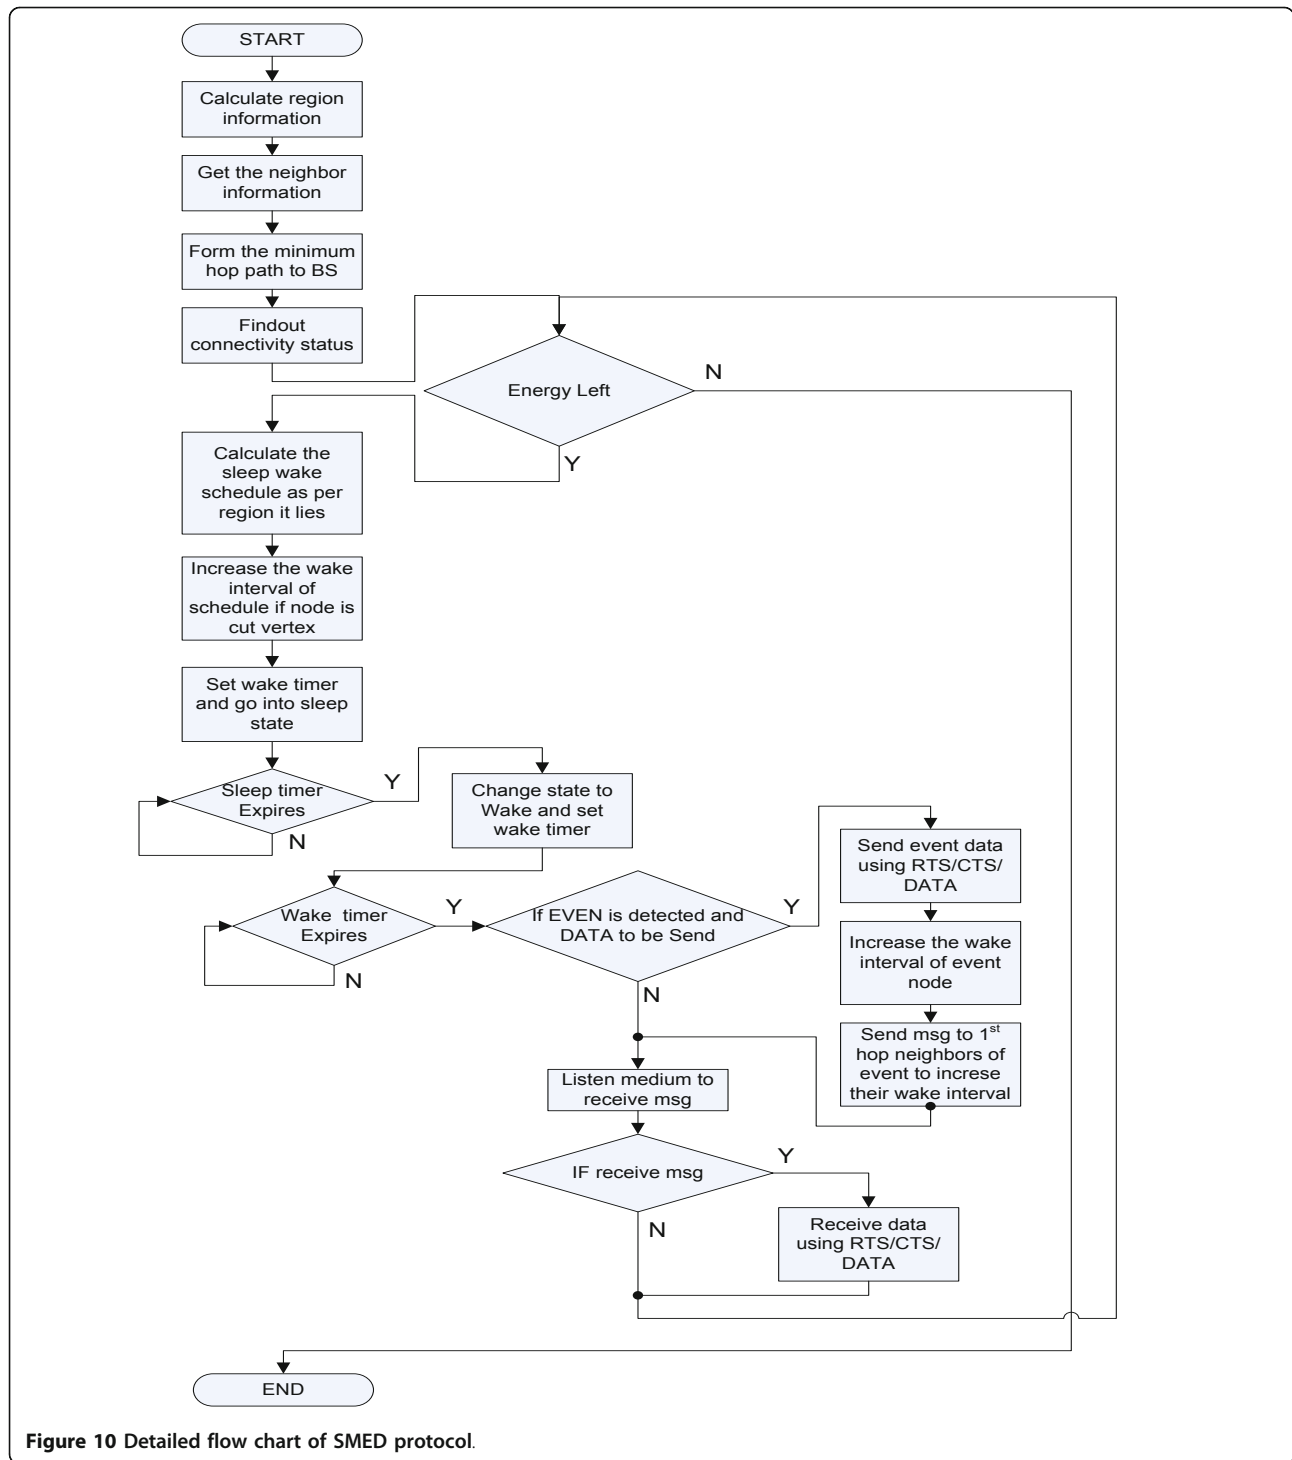 START
Calculate region
information
Get the neighbor
information
Form the minimum
hop path to BS
Findout
connectivity status
Energy Left
N
Y
Calculate the
sleep wake
schedule as per
region it lies
Increase the wake
interval of
schedule if node is
cut vertex
Set wake timer
and go into sleep
state
Sleep timer
Expires
Y
N
Change state to
Wake and set
wake timer
Wake timer
Expires
Y
N
If EVEN is detected and
DATA to be Send
Y
N
Send event data
using RTS/CTS/
DATA
Increase the wake
interval of event
node
Send msg to 1st
hop neighbors of
event to increse
their wake interval
Listen medium to
receive msg
IF receive msg
Y
N
Receive data
using RTS/CTS/
DATA
END
Figure 10 Detailed flow chart of SMED protocol.